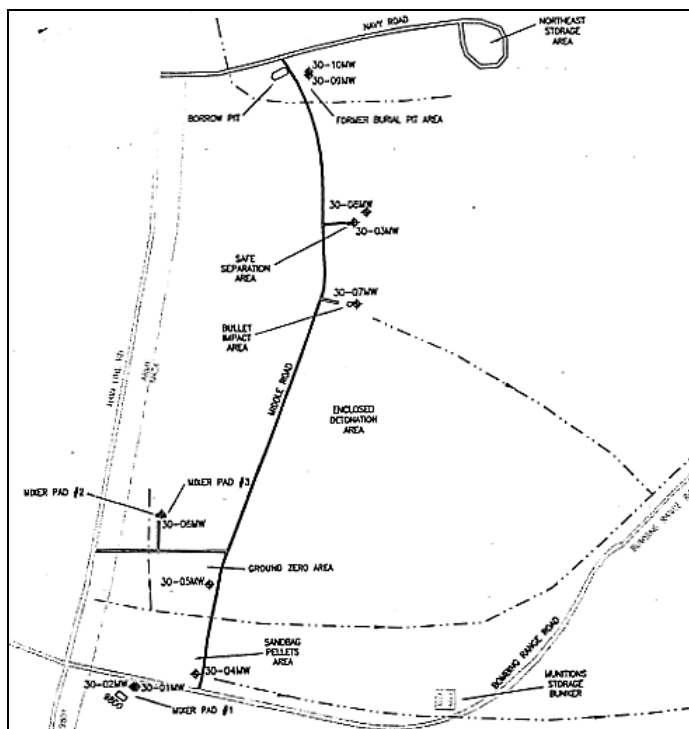 NAVY ROAD
NORTHEAST
STORAGE
AREA
30-10MW
30-09MW
BORROW PIT
FORMER BURIAL PIT AREA
30-03MW
SAFE
SEPARATION
AREA
30-07MW
BULLET
IMPACT
AREA
MIDDLE ROAD
ENCLOSED
DETONATION
AREA
MIXER PAD #3
MIXER PAD #2
30-06MW
BOMBING RANGE RO
GROUND ZERO AREA
30-05MW
SANDBAG
PELLETS
AREA
BOMBING RANGE ROAD
30-04MW
30-02MW
30-01MW
MIXER PAD #1
MUNITIONS
STORAGE
BUNKER